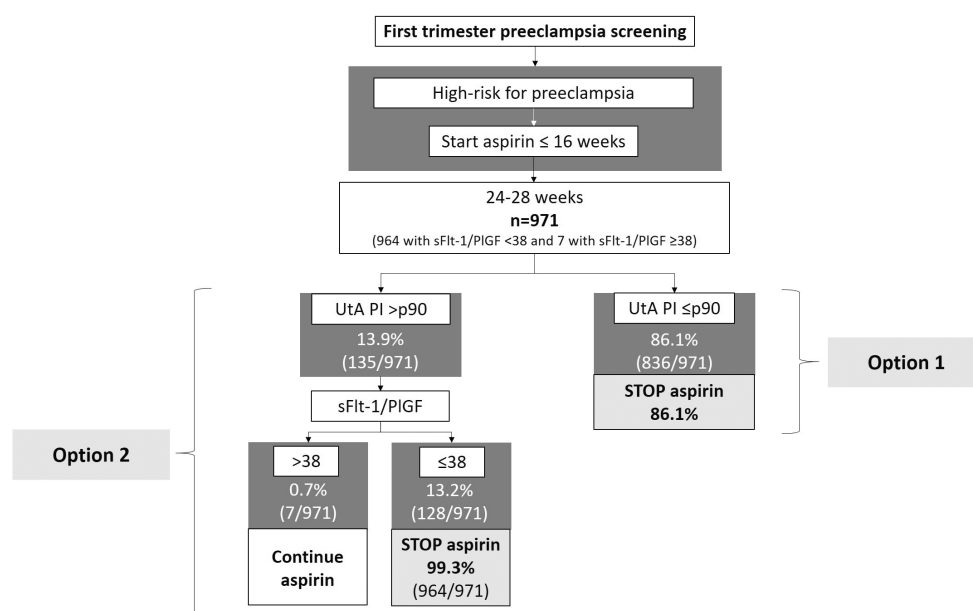 First trimester preeclampsia screening
High-risk for preeclampsia
Start aspirin ≤ 16 weeks
24-28 weeks
n=971
(964 with sFlt-1/PlGF <38 and 7 with sFlt-1/PlGF ≥38)
UtA PI >p90
13.9%
(135/971)
UtA PI ≤p90
86.1%
(836/971)
STOP aspirin
86.1%
Option 1
sFlt-1/PlGF
Option 2
>38
0.7%
(7/971)
Continue
aspirin
≤38
13.2%
(128/971)
STOP aspirin
99.3%
(964/971)